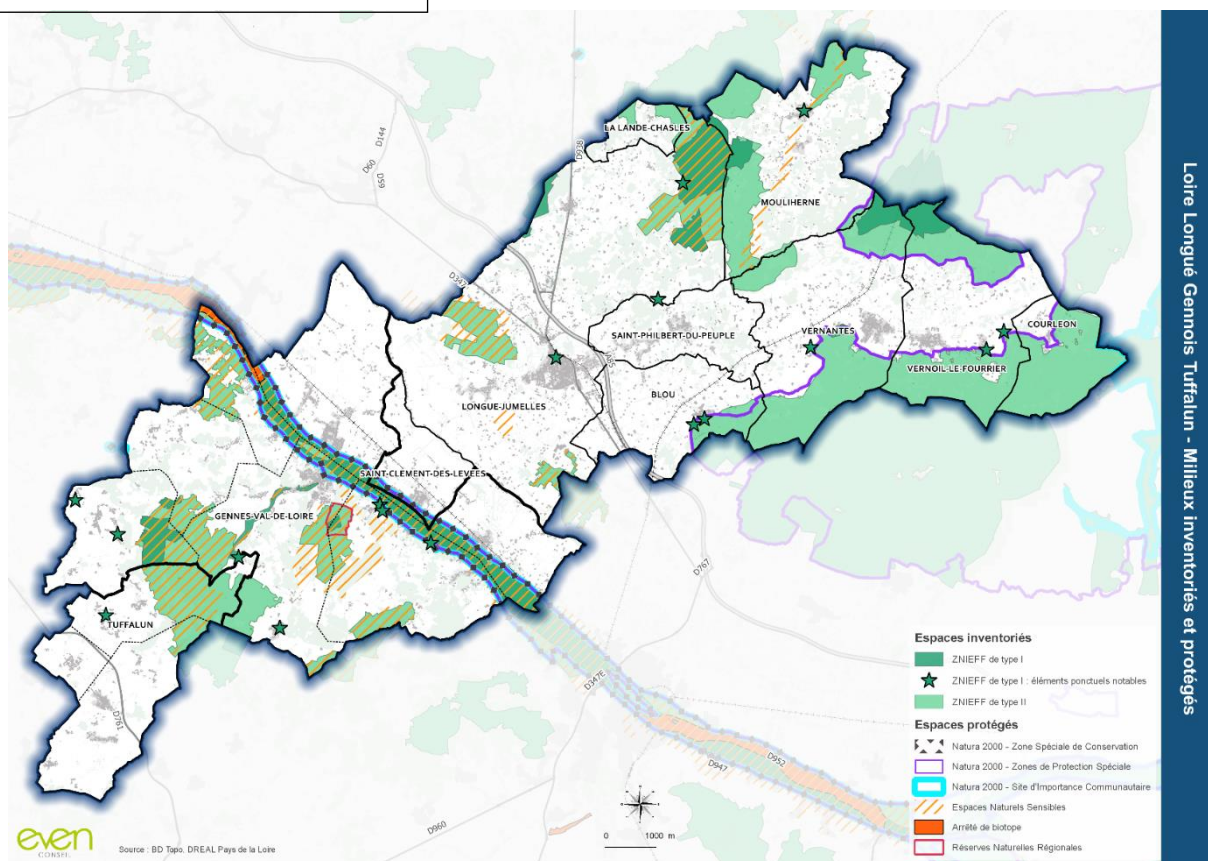 Loire Longué Gennois Tuffalun - Milieux inventoriés et protégés
D144
D60
D59
D938
LA LANDE-CHASLES
MOULIHERNE
D347
SAINT-PHILBERT-DU-PEUPLE
VERNANTES
COURLEON
VERNOIL-LE-FOURRIER
BLOU
LONGUE-JUMELLES
SAINT-CLEMENT-DES-LEVEES
GENNES-VAL-DE-LOIRE
D767
TUFFALUN
D761
D347E
D952
D947
D960
Espaces inventoriés
ZNIEFF de type I
ZNIEFF de type I : éléments ponctuels notables
ZNIEFF de type II
Espaces protégés
Natura 2000 - Zone Spéciale de Conservation
Natura 2000 - Zones de Protection Spéciale
Natura 2000 - Site d'Importance Communautaire
Espaces Naturels Sensibles
Arrêté de biotope
Réserves Naturelles Régionales
0 1000 m
even
CONSEIL
Source : BD Topo, DREAL Pays de la Loire